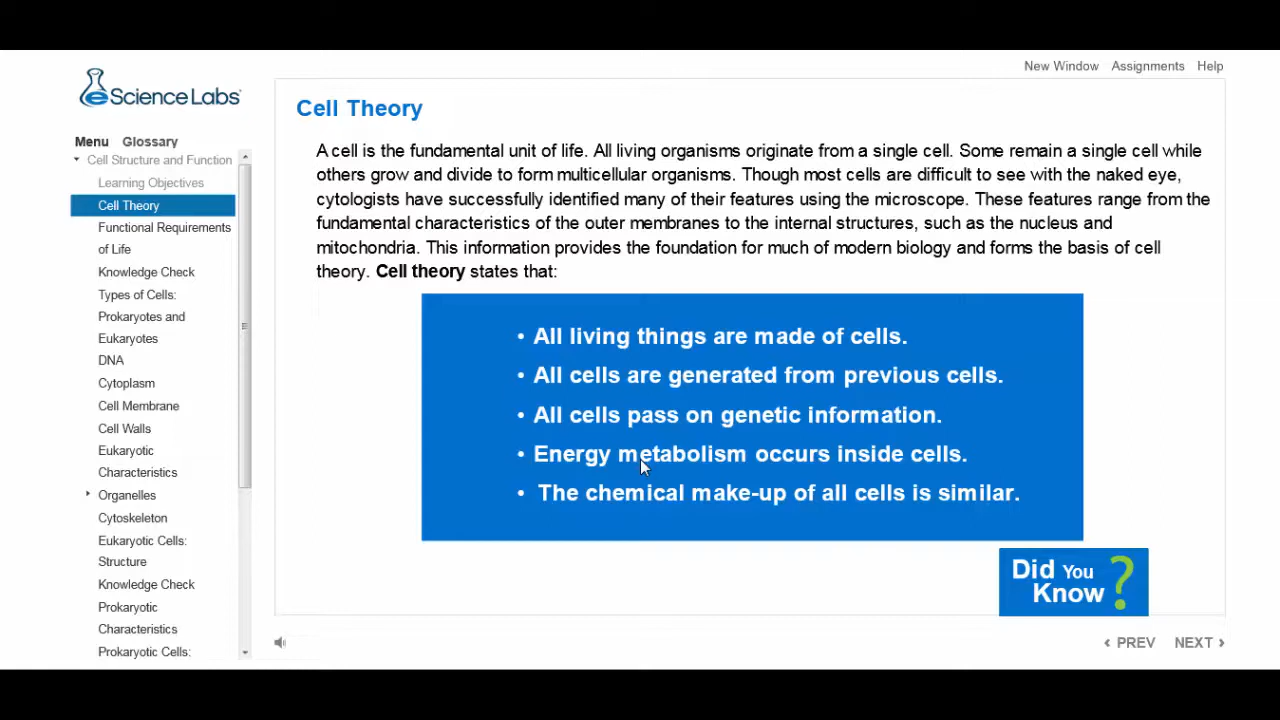 eScience Labs
New Window Assignments Help
Menu Glossary
Cell Structure and Function
Learning Objectives
Cell Theory
Functional Requirements
of Life
Knowledge Check
Types of Cells:
Prokaryotes and
Eukaryotes
DNA
Cytoplasm
Cell Membrane
Cell Walls
Eukaryotic
Characteristics
Organelles
Cytoskeleton
Eukaryotic Cells:
Structure
Knowledge Check
Prokaryotic
Characteristics
Prokaryotic Cells:
Cell Theory
A cell is the fundamental unit of life. All living organisms originate from a single cell. Some remain a single cell while
others grow and divide to form multicellular organisms. Though most cells are difficult to see with the naked eye,
cytologists have successfully identified many of their features using the microscope. These features range from the
fundamental characteristics of the outer membranes to the internal structures, such as the nucleus and
mitochondria. This information provides the foundation for much of modern biology and forms the basis of cell
theory. Cell theory states that:
• All living things are made of cells.
• All cells are generated from previous cells.
• All cells pass on genetic information.
• Energy metabolism occurs inside cells.
• The chemical make-up of all cells is similar.
Did You
Know ?
PREV NEXT